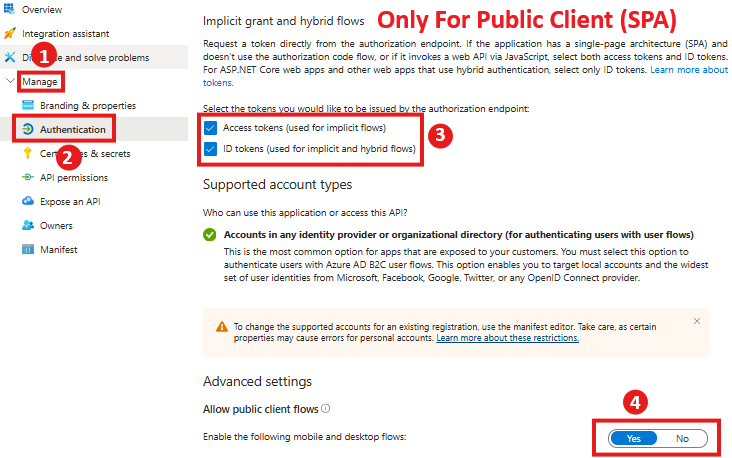 Overview
Integration assistant
1
Di e and solve problems
Manage
Branding & properties
Authentication
2
Cer s & secrets
API permissions
Expose an API
Owners
Manifest
Implicit grant and hybrid flows
Only For Public Client (SPA)
Request a token directly from the authorization endpoint. If the application has a single-page architecture (SPA) and
doesn't use the authorization code flow, or if it invokes a web API via JavaScript, select both access tokens and ID tokens.
For ASP.NET Core web apps and other web apps that use hybrid authentication, select only ID tokens. Learn more about
tokens.
Select the tokens you would like to be issued by the authorization endpoint:
Access tokens (used for implicit flows)
3
ID tokens (used for implicit and hybrid flows)
Supported account types
Who can use this application or access this API?
Accounts in any identity provider or organizational directory (for authenticating users with user flows)
This is the most common option for apps that are exposed to your customers. You must select this option to
authenticate users with Azure AD B2C user flows. This option enables you to target local accounts and the widest
set of user identities from Microsoft, Facebook, Google, Twitter, or any OpenID Connect provider.
To change the supported accounts for an existing registration, use the manifest editor. Take care, as certain
properties may cause errors for personal accounts. Learn more about these restrictions.
Advanced settings
Allow public client flows
4
Enable the following mobile and desktop flows:
Yes No